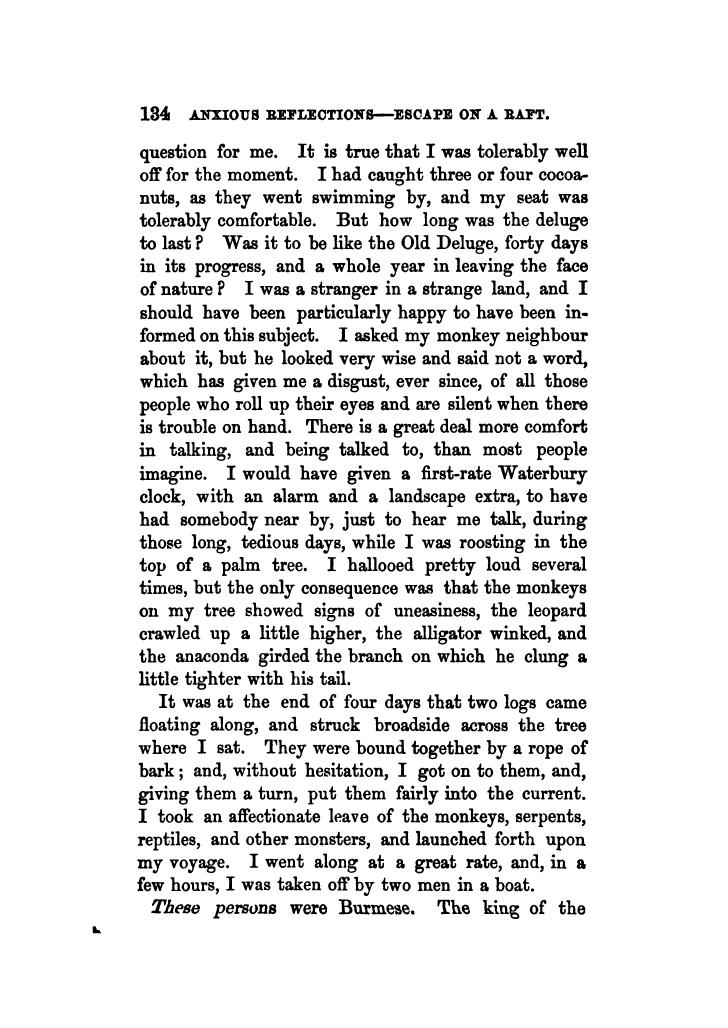 134 ANXIOUS REFLECTIONS—ESCAPE ON A RAFT.
question for me. It is true that I was tolerably well
off for the moment. I had caught three or four cocoa-
nuts, as they went swimming by, and my seat was
tolerably comfortable. But how long was the deluge
to last? Was it to be like the Old Deluge, forty days
in its progress, and a whole year in leaving the face
of nature? I was a stranger in a strange land, and I
should have been particularly happy to have been in-
formed on this subject. I asked my monkey neighbour
about it, but he looked very wise and said not a word,
which has given me a disgust, ever since, of all those
people who roll up their eyes and are silent when there
is trouble on hand. There is a great deal more comfort
in talking, and being talked to, than most people
imagine. I would have given a first-rate Waterbury
clock, with an alarm and a landscape extra, to have
had somebody near by, just to hear me talk, during
those long, tedious days, while I was roosting in the
top of a palm tree. I hallooed pretty loud several
times, but the only consequence was that the monkeys
on my tree showed signs of uneasiness, the leopard
crawled up a little higher, the alligator winked, and
the anaconda girded the branch on which he clung a
little tighter with his tail.
It was at the end of four days that two logs came
floating along, and struck broadside across the tree
where I sat. They were bound together by a rope of
bark; and, without hesitation, I got on to them, and,
giving them a turn, put them fairly into the current.
I took an affectionate leave of the monkeys, serpents,
reptiles, and other monsters, and launched forth upon
my voyage. I went along at a great rate, and, in a
few hours, I was taken off by two men in a boat.
These persons were Burmese. The king of the